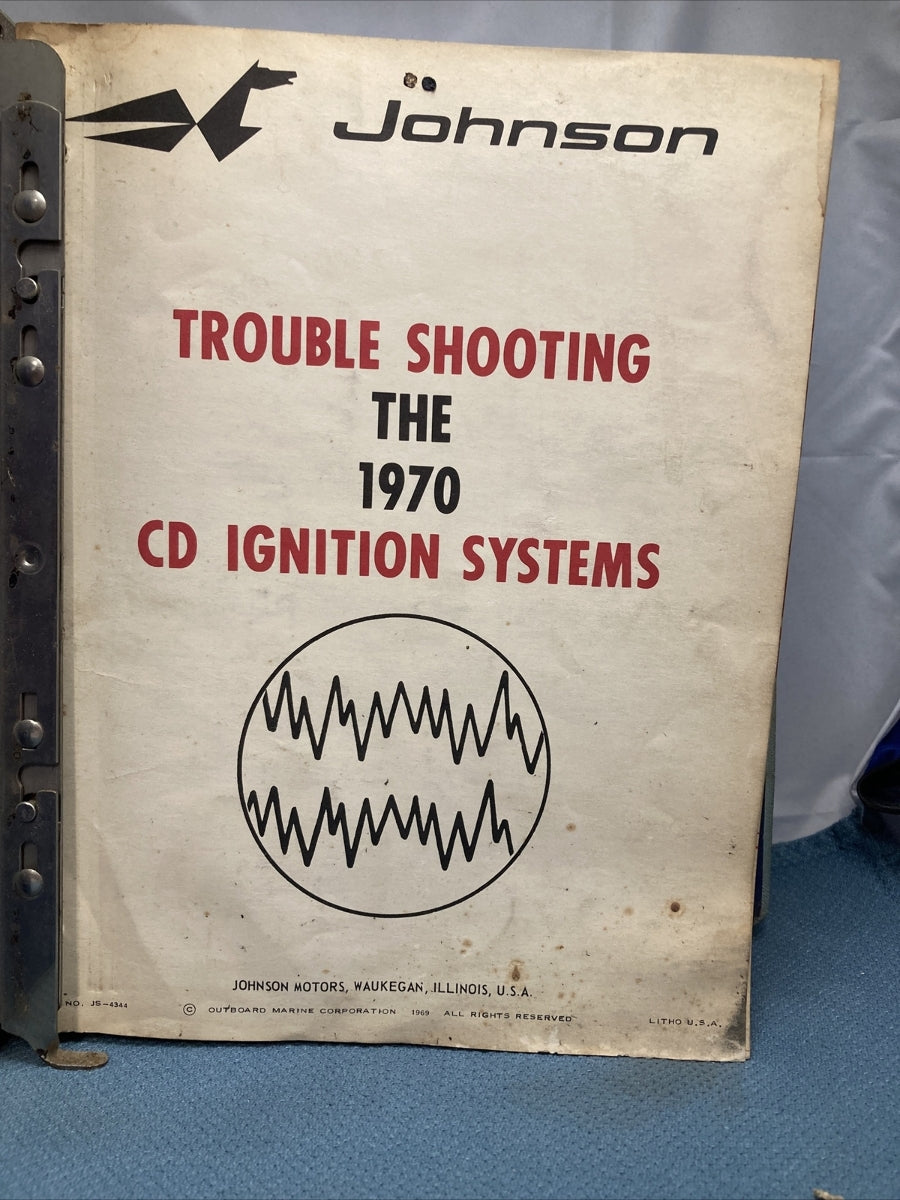 Johnson
TROUBLE SHOOTING
THE
1970
CD IGNITION SYSTEMS
JOHNSON MOTORS, WAUKEGAN, ILLINOIS, U.S.A.
NO. JS-4344
© OUTBOARD MARINE CORPORATION 1969 ALL RIGHTS RESERVED
LITHO U.S.A.